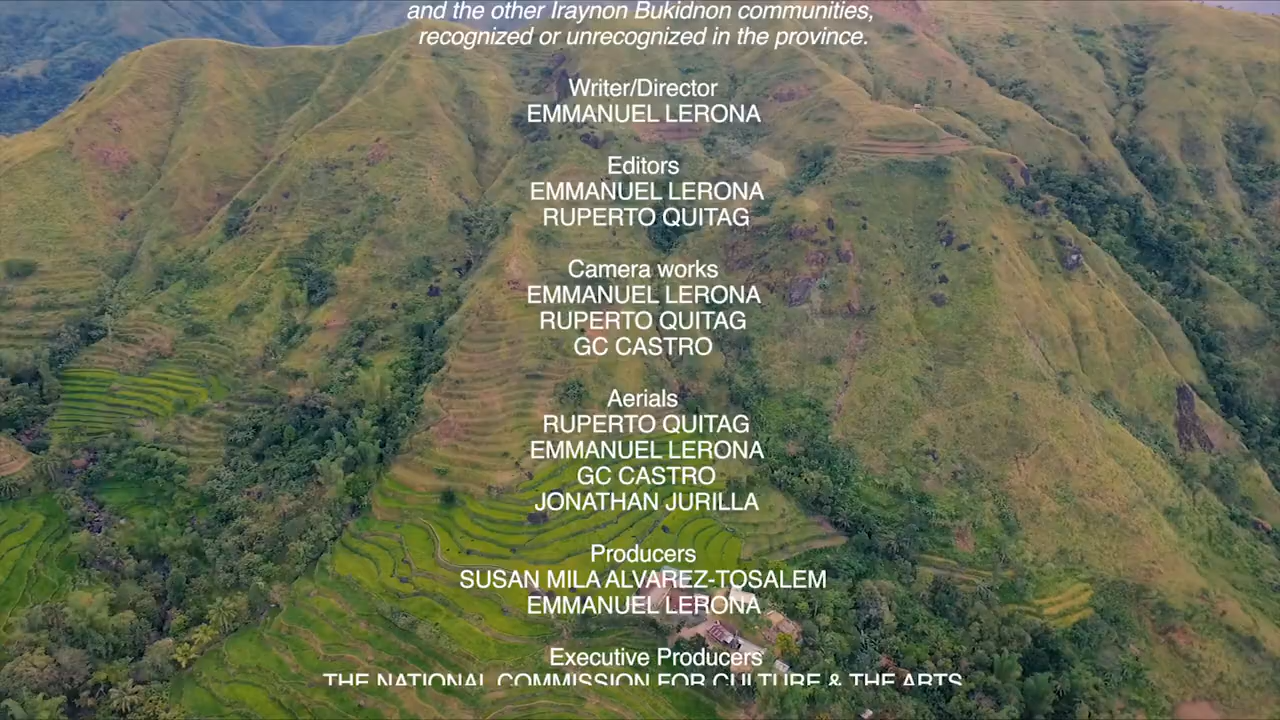 and the other Iraynon Bukidnon communities,
recognized or unrecognized in the province.
Writer/Director
EMMANUEL LERONA
Editors
EMMANUEL LERONA
RUPERTO QUITAG
Camera works
EMMANUEL LERONA
RUPERTO QUITAG
GC CASTRO
Aerials
RUPERTO QUITAG
EMMANUEL LERONA
GC CASTRO
JONATHAN JURILLA
Producers
SUSAN MILA ALVAREZ-TOSALEM
EMMANUEL LERONA
Executive Producers
THE NATIONAL COMMISSION FOR CULTURE & THE ARTS